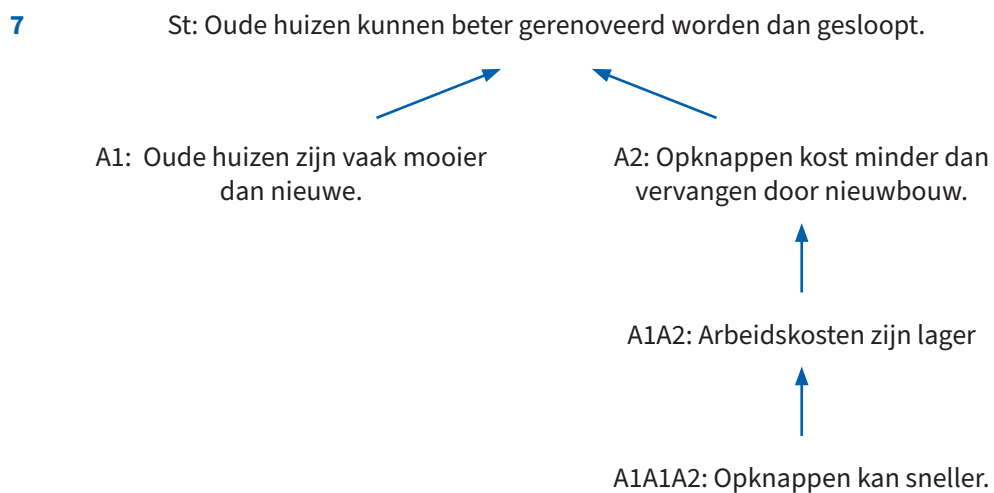 7
St: Oude huizen kunnen beter gerenoveerd worden dan gesloopt.
A1: Oude huizen zijn vaak mooier
dan nieuwe.
A2: Opknappen kost minder dan
vervangen door nieuwbouw.
A1A2: Arbeidskosten zijn lager
A1A1A2: Opknappen kan sneller.